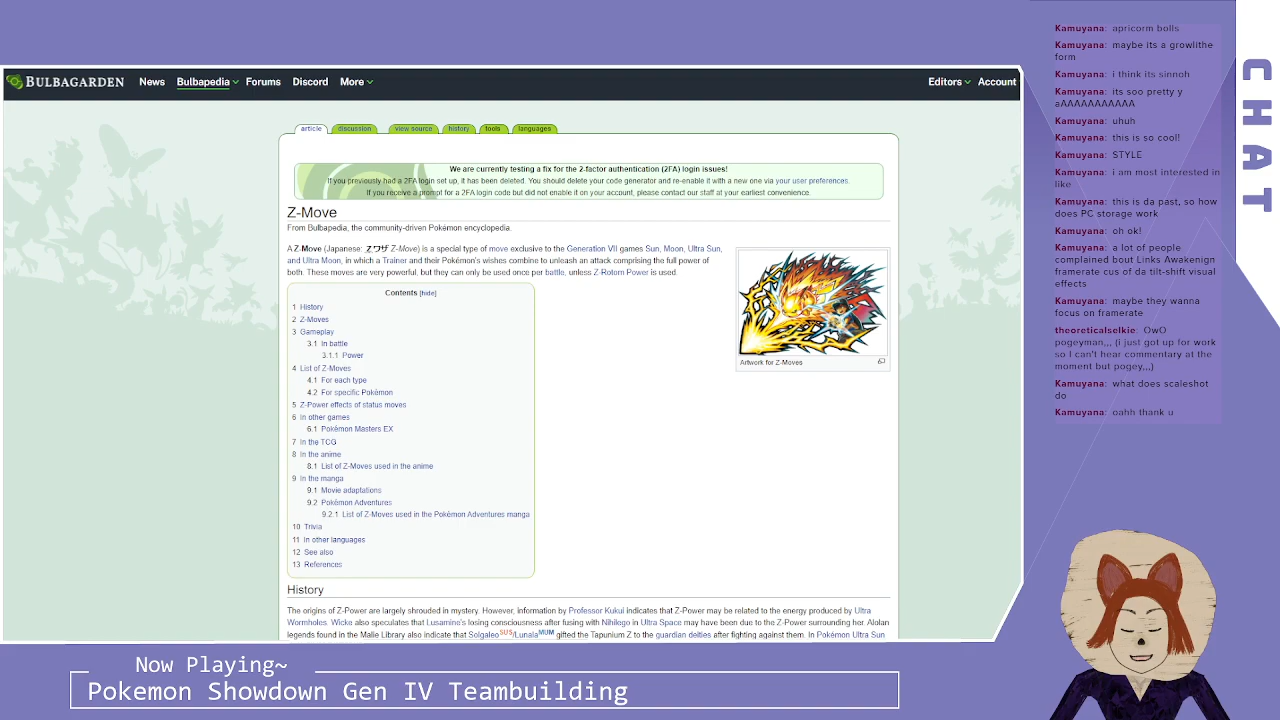 BULBAGARDEN News Bulbapedia Forums Discord More Editors Account
article discussion view source history tools languages
We are currently testing a fix for the 2-factor authentication (2FA) login issues!
If you previously had a 2FA login set up, it has been deleted. You should delete your code generator and re-enable it with a new one via your user preferences.
If you receive a prompt for a 2FA login code but did not enable it on your account, please contact our staff at your earliest convenience.
Z-Move
From Bulbapedia, the community-driven Pokémon encyclopedia.
A Z-Move (Japanese: Zワザ Z-Move) is a special type of move exclusive to the Generation VII games Sun, Moon, Ultra Sun,
and Ultra Moon, in which a Trainer and their Pokémon's wishes combine to unleash an attack comprising the full power of
both. These moves are very powerful, but they can only be used once per battle, unless Z-Rotom Power is used.
Artwork for Z-Moves
Contents [hide]
1 History
2 Z-Moves
3 Gameplay
3.1 In battle
3.1.1 Power
4 List of Z-Moves
4.1 For each type
4.2 For specific Pokémon
5 Z-Power effects of status moves
6 In other games
6.1 Pokémon Masters EX
7 In the TCG
8 In the anime
8.1 List of Z-Moves used in the anime
9 In the manga
9.1 Movie adaptations
9.2 Pokémon Adventures
9.2.1 List of Z-Moves used in the Pokémon Adventures manga
10 Trivia
11 In other languages
12 See also
13 References
History
The origins of Z-Power are largely shrouded in mystery. However, information by Professor Kukui indicates that Z-Power may be related to the energy produced by Ultra
Wormholes. Wicke also speculates that Lusamine's losing consciousness after fusing with Nihilego in Ultra Space may have been due to the Z-Power surrounding her. Alolan
legends found in the Malie Library also indicate that Solgaleo SUS/Lunala MUM gifted the Tapunium Z to the guardian deities after fighting against them. In Pokémon Ultra Sun
Now Playing~
Pokemon Showdown Gen IV Teambuilding
CHAT
Kamuyana: apricorn bolls
Kamuyana: maybe its a growlithe
form
Kamuyana: i think its sinnoh
Kamuyana: its soo pretty y
aAAAAAAAAAAA
Kamuyana: uhuh
Kamuyana: this is so cool!
Kamuyana: STYLE
Kamuyana: i am most interested in
like
Kamuyana: this is da past, so how
does PC storage work
Kamuyana: oh ok!
Kamuyana: a lot of people
complained bout Links Awakenign
framerate cus of da tilt-shift visual
effects
Kamuyana: maybe they wanna
focus on framerate
theoreticalselkie: OwO
pogeyman,,, (i just got up for work
so I can't hear commentary at the
moment but pogey,,,)
Kamuyana: what does scaleshot
do
Kamuyana: oahh thank u